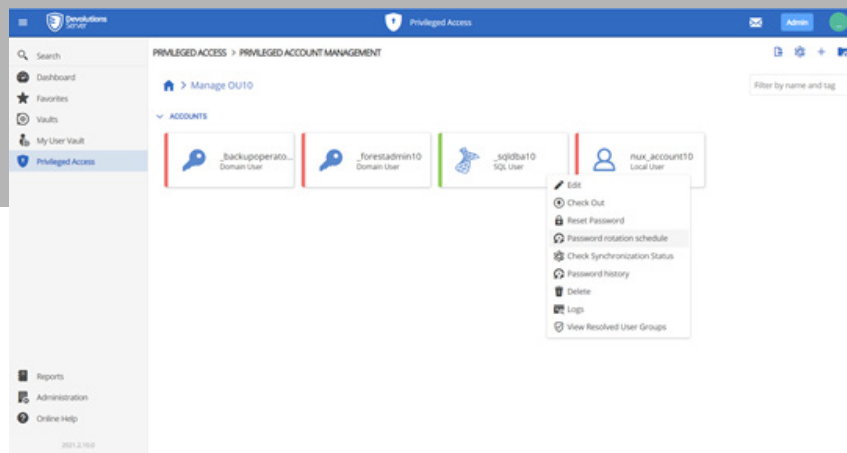 Devolutions
Server
Privileged Access
Admin
Search
Dashboard
Favorites
Vaults
My User Vault
Privileged Access
Reports
Administration
Online Help
2021.2.10.0
PRIVILEGED ACCESS > PRIVILEGED ACCOUNT MANAGEMENT
> Manage OU10
Filter by name and tag
ACCOUNTS
_backupoperato...
Domain User
_forestadmin10
Domain User
_sqldba10
SQL User
nux_account10
Local User
Edit
Check Out
Reset Password
Password rotation schedule
Check Synchronization Status
Password history
Delete
Logs
View Resolved User Groups